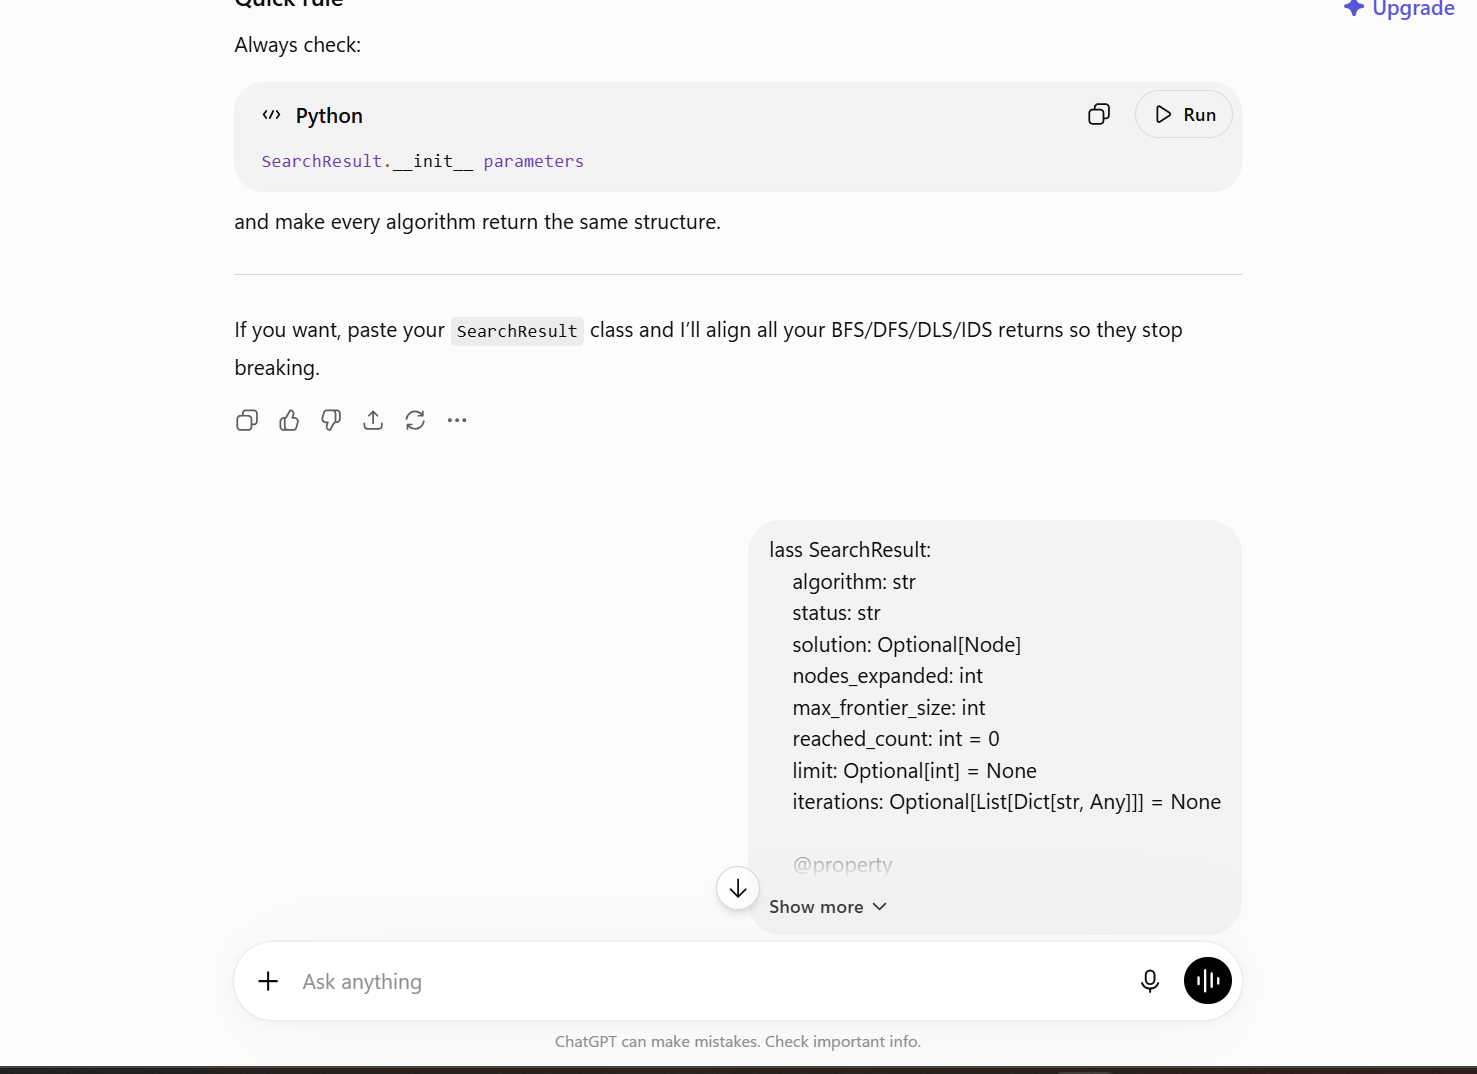 Quick rule
Upgrade
Always check:
Python
Run
SearchResult.__init__ parameters
and make every algorithm return the same structure.
If you want, paste your SearchResult class and I’ll align all your BFS/DFS/DLS/IDS returns so they stop
breaking.
lass SearchResult:
algorithm: str
status: str
solution: Optional[Node]
nodes_expanded: int
max_frontier_size: int
reached_count: int = 0
limit: Optional[int] = None
iterations: Optional[List[Dict[str, Any]]] = None
@property
Show more
Ask anything
ChatGPT can make mistakes. Check important info.